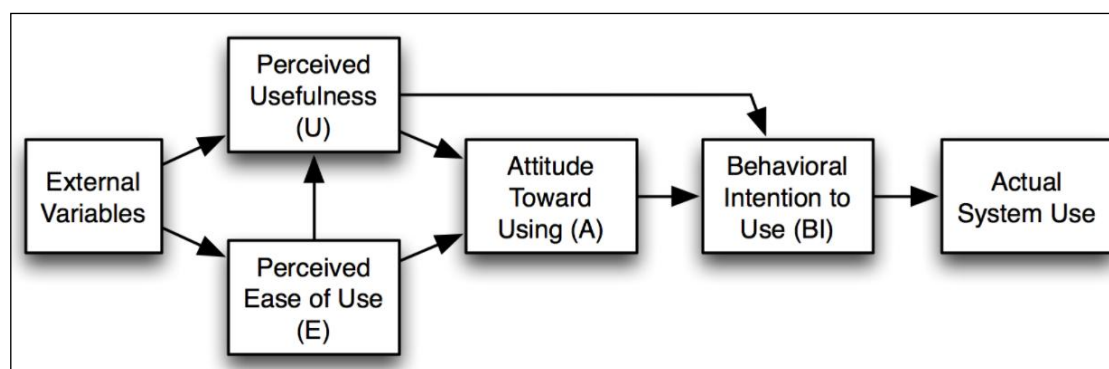 External
Variables
Perceived
Usefulness
(U)
Perceived
Ease of Use
(E)
Attitude
Toward
Using (A)
Behavioral
Intention to
Use (BI)
Actual
System Use